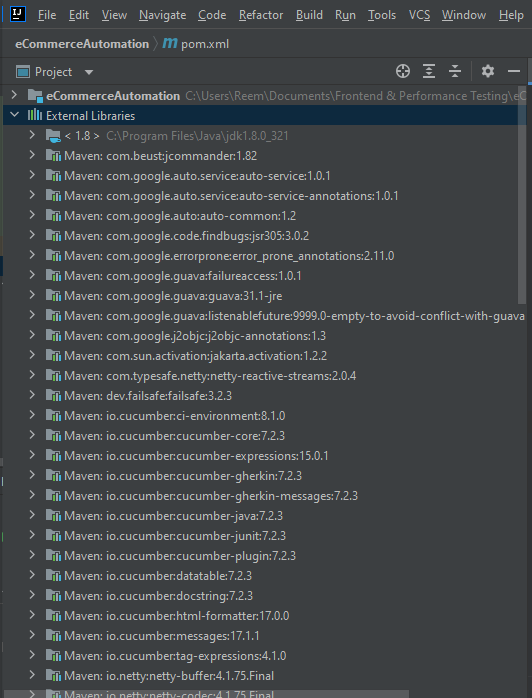 IJ File Edit View Navigate Code Refactor Build Run Tools VCS Window Help
eCommerceAutomation m pom.xml
Project
eCommerceAutomation C:\Users\Reem\Documents\Frontend & Performance Testing\eC
External Libraries
< 1.8 > C:\Program Files\Java\jdk1.8.0_321
Maven: com.beust:jcommander:1.82
Maven: com.google.auto.service:auto-service:1.0.1
Maven: com.google.auto.service:auto-service-annotations:1.0.1
Maven: com.google.auto:auto-common:1.2
Maven: com.google.code.findbugs:jsr305:3.0.2
Maven: com.google.errorprone:error_prone_annotations:2.11.0
Maven: com.google.guava:failureaccess:1.0.1
Maven: com.google.guava:guava:31.1-jre
Maven: com.google.guava:listenablefuture:9999.0-empty-to-avoid-conflict-with-guava
Maven: com.google.j2objc:j2objc-annotations:1.3
Maven: com.sun.activation:jakarta.activation:1.2.2
Maven: com.typesafe.netty:netty-reactive-streams:2.0.4
Maven: dev.failsafe:failsafe:3.2.3
Maven: io.cucumber:ci-environment:8.1.0
Maven: io.cucumber:cucumber-core:7.2.3
Maven: io.cucumber:cucumber-expressions:15.0.1
Maven: io.cucumber:cucumber-gherkin:7.2.3
Maven: io.cucumber:cucumber-gherkin-messages:7.2.3
Maven: io.cucumber:cucumber-java:7.2.3
Maven: io.cucumber:cucumber-junit:7.2.3
Maven: io.cucumber:cucumber-plugin:7.2.3
Maven: io.cucumber:datatable:7.2.3
Maven: io.cucumber:docstring:7.2.3
Maven: io.cucumber:html-formatter:17.0.0
Maven: io.cucumber:messages:17.1.1
Maven: io.cucumber:tag-expressions:4.1.0
Maven: io.netty:netty-buffer:4.1.75.Final
Maven: io.netty:netty-codec:4.1.75.Final